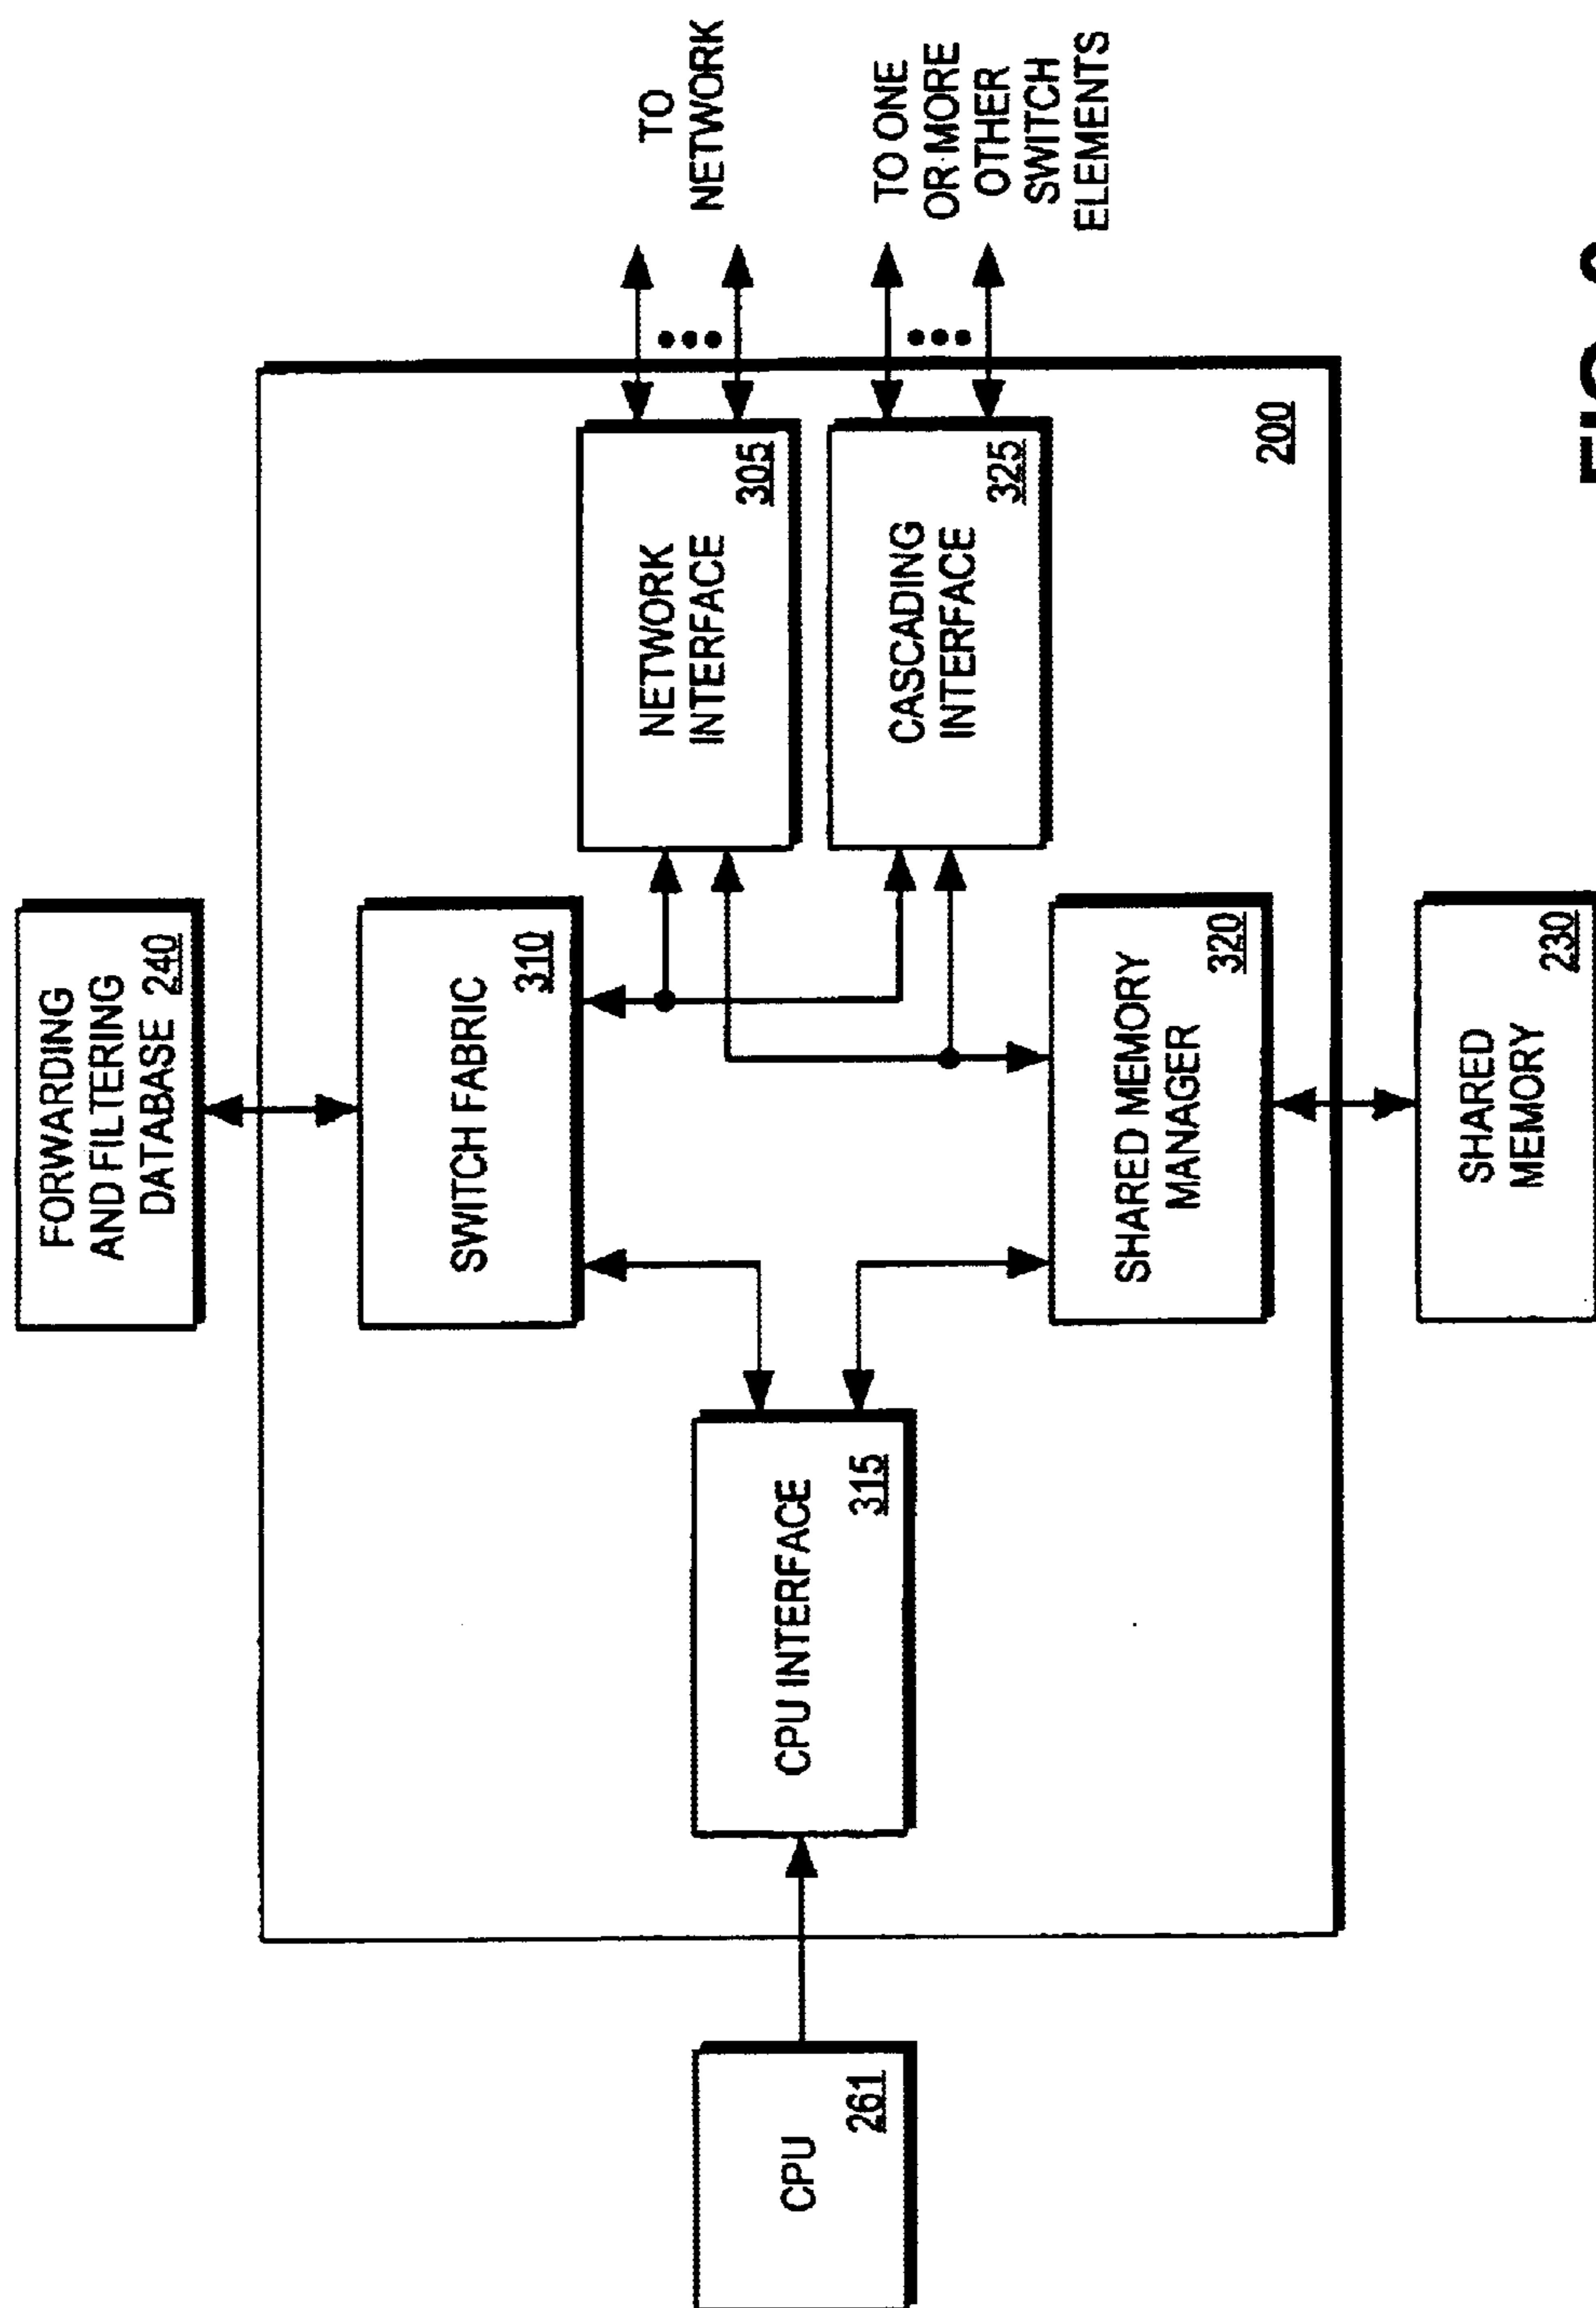 FORWARDING
AND FILTERING
DATABASE 240
SWITCH FABRIC
310
TO
NETWORK
NETWORK
INTERFACE
305
CPU
261
CPU INTERFACE
315
CASCADING
INTERFACE
325
TO ONE
OR MORE
OTHER
SWITCH
ELEMENTS
SHARED MEMORY
MANAGER
320
200
SHARED
MEMORY
230